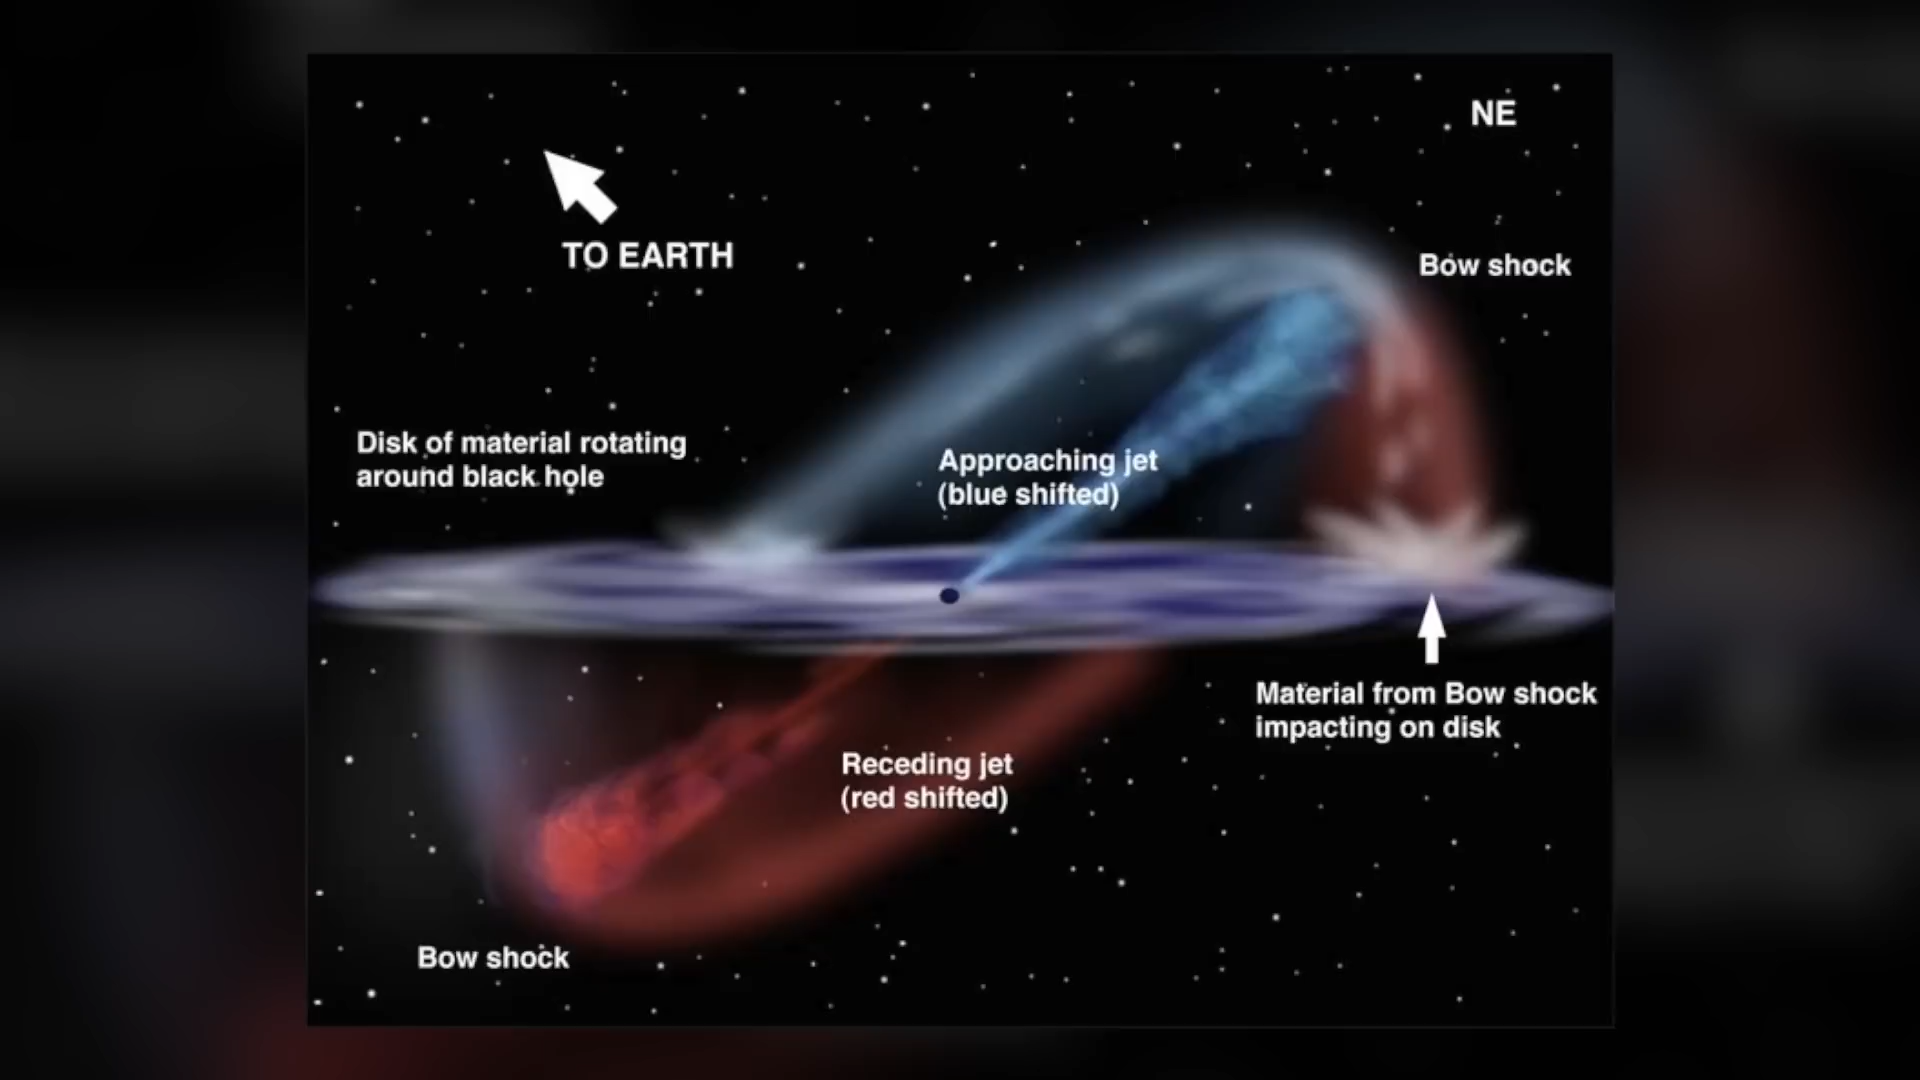 NE
TO EARTH
Bow shock
Disk of material rotating
around black hole
Approaching jet
(blue shifted)
Material from Bow shock
impacting on disk
Receding jet
(red shifted)
Bow shock